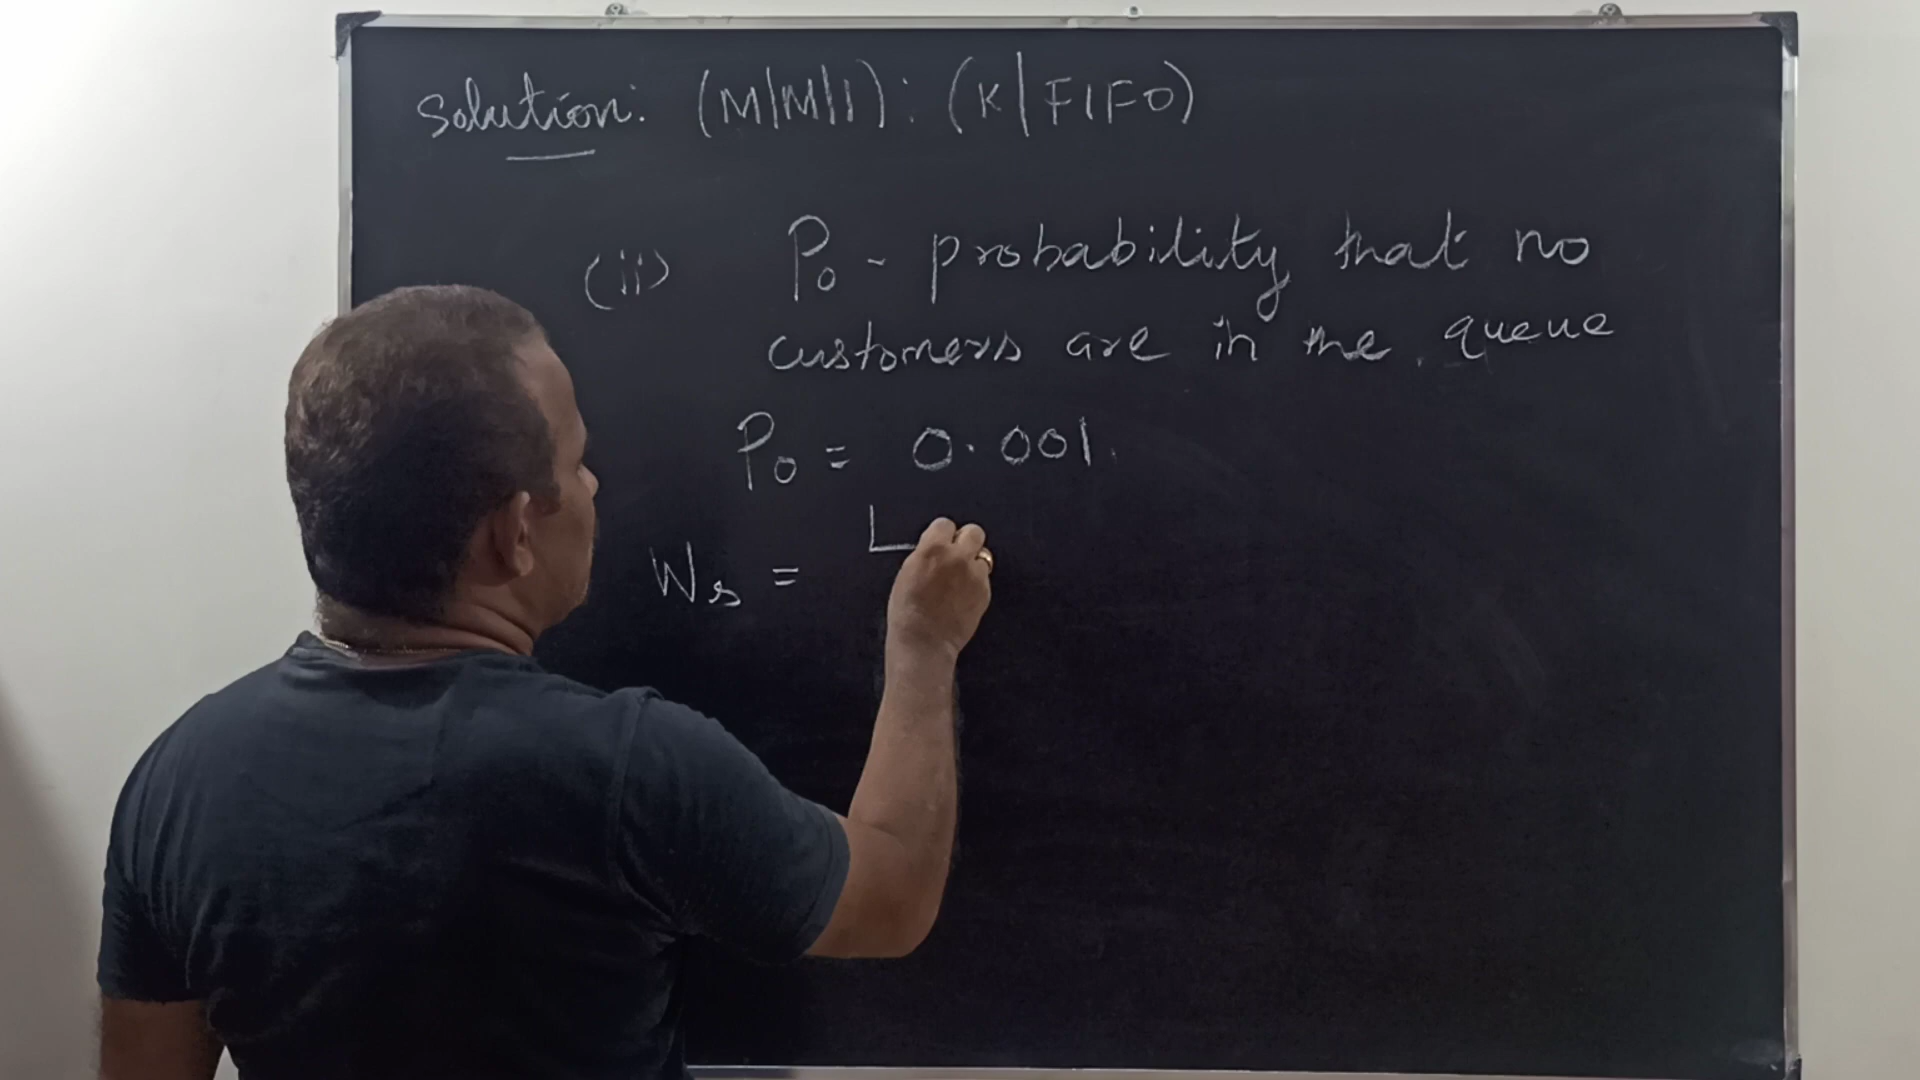 Solution: (M|M|1): (K|FIFO)
(ii) P₀ - probability that no
customers are in the queue
P₀ = 0.001.
Wₛ = L